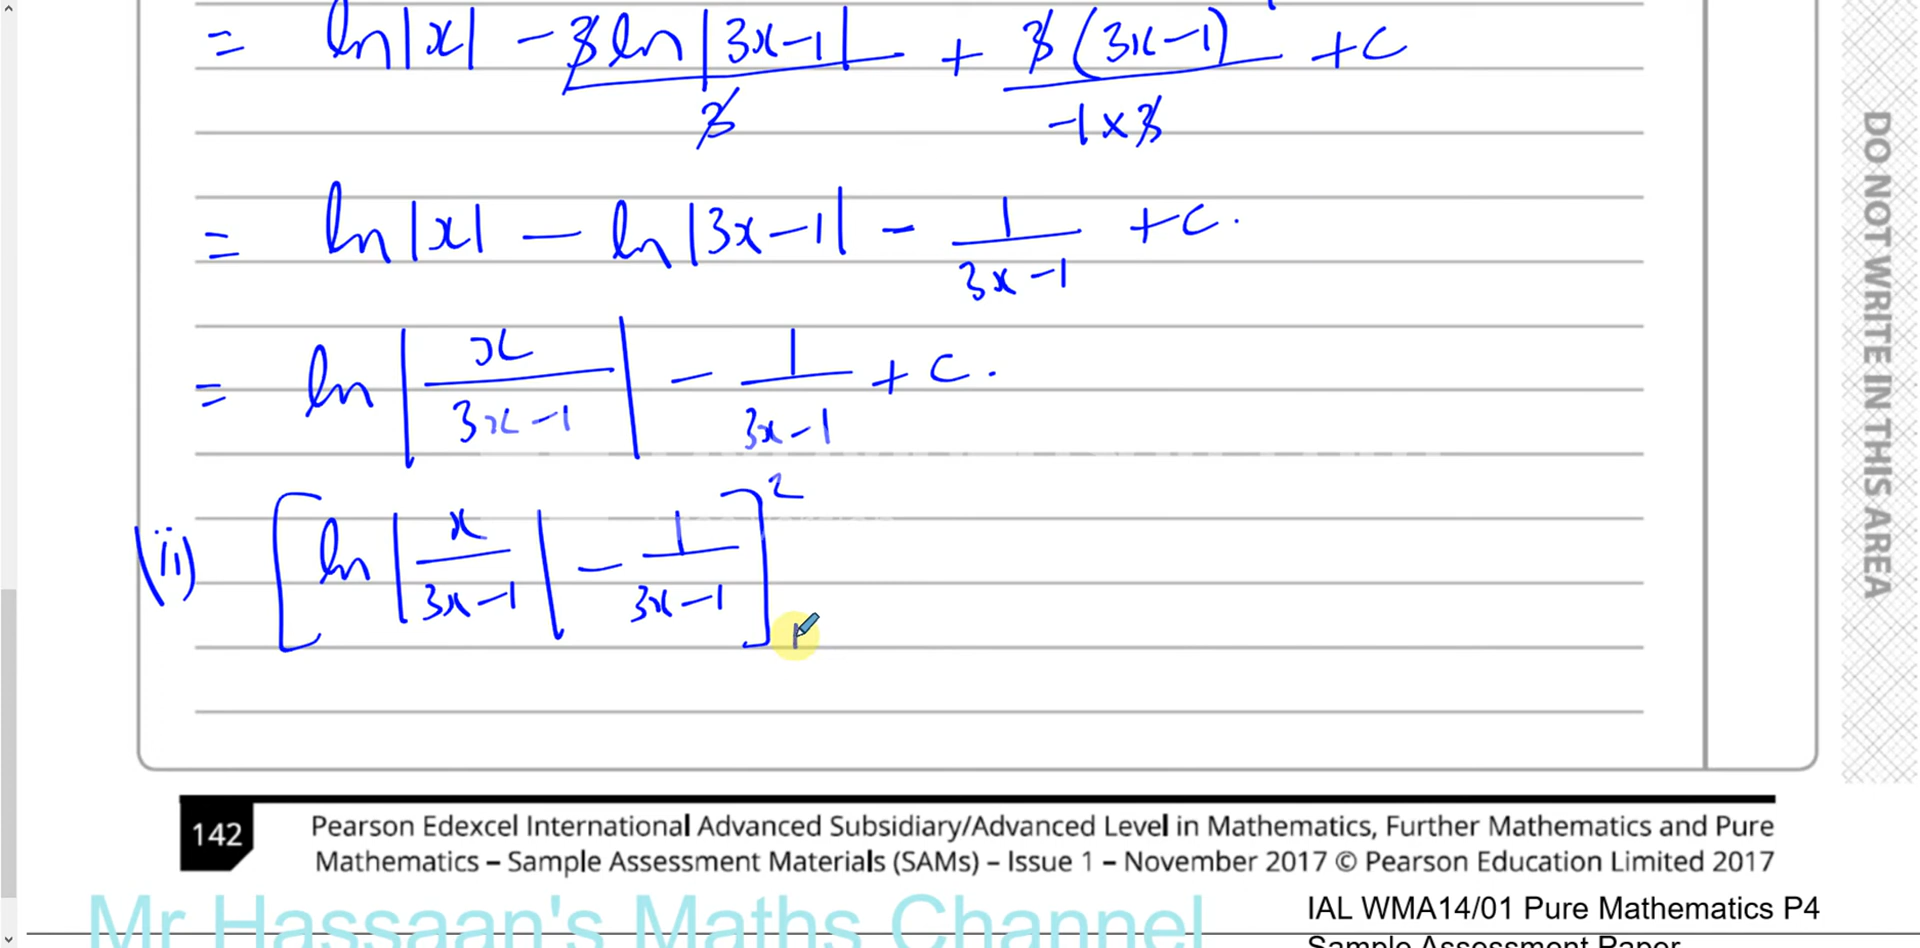 = ln|x| - 3ln|3x-1|/3 + 3(3x-1)/-1×3 + c
= ln|x| - ln|3x-1| - 1/3x-1 + c.
= ln|x/3x-1| - 1/3x-1 + c.
(ii) [ln|x/3x-1| - 1/3x-1]²
DO NOT WRITE IN THIS AREA
142
Pearson Edexcel International Advanced Subsidiary/Advanced Level in Mathematics, Further Mathematics and Pure
Mathematics – Sample Assessment Materials (SAMs) – Issue 1 – November 2017 © Pearson Education Limited 2017
Mr Hassaan's Maths Channel
IAL WMA14/01 Pure Mathematics P4
Sample Assessment Paper